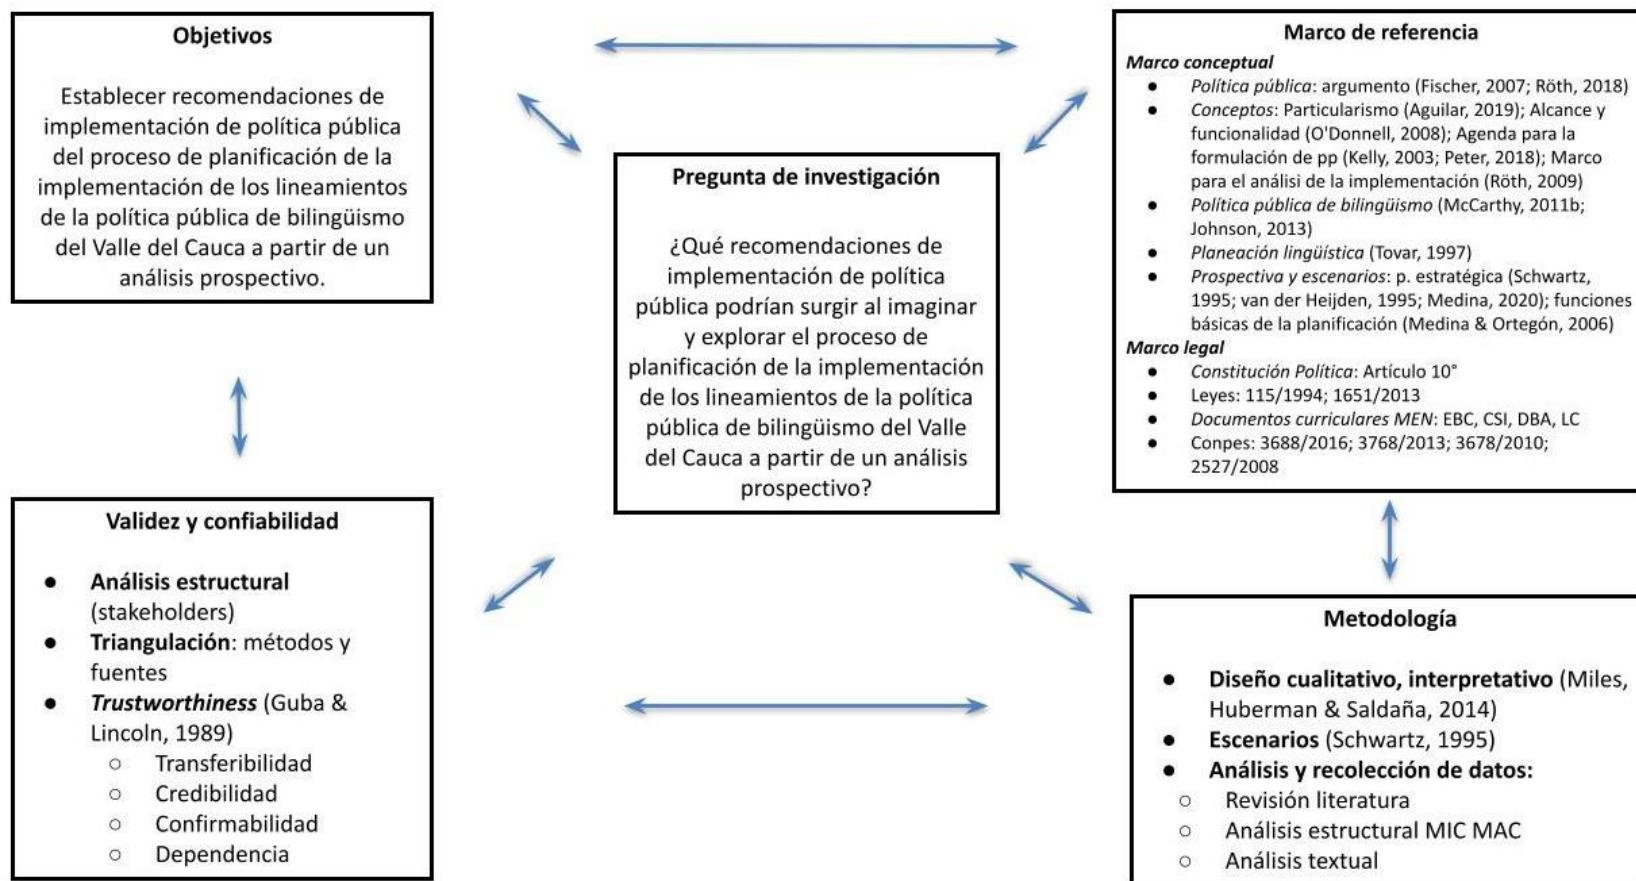 Objetivos
Establecer recomendaciones de
implementación de política pública
del proceso de planificación de la
implementación de los lineamientos
de la política pública de bilingüismo
del Valle del Cauca a partir de un
análisis prospectivo.
Pregunta de investigación
¿Qué recomendaciones de
implementación de política
pública podrían surgir al imaginar
y explorar el proceso de
planificación de la implementación
de los lineamientos de la política
pública de bilingüismo del Valle
del Cauca a partir de un análisis
prospectivo?
Marco de referencia
Marco conceptual
● Política pública: argumento (Fischer, 2007; Röth, 2018)
● Conceptos: Particularismo (Aguilar, 2019); Alcance y
funcionalidad (O'Donnell, 2008); Agenda para la
formulación de pp (Kelly, 2003; Peter, 2018); Marco
para el análisi de la implementación (Röth, 2009)
● Política pública de bilingüismo (McCarthy, 2011b;
Johnson, 2013)
● Planeación lingüística (Tovar, 1997)
● Prospectiva y escenarios: p. estratégica (Schwartz,
1995; van der Heijden, 1995; Medina, 2020); funciones
básicas de la planificación (Medina & Ortegón, 2006)
Marco legal
● Constitución Política: Artículo 10°
● Leyes: 115/1994; 1651/2013
● Documentos curriculares MEN: EBC, CSI, DBA, LC
● Conpes: 3688/2016; 3768/2013; 3678/2010;
2527/2008
Validez y confiabilidad
● Análisis estructural
(stakeholders)
● Triangulación: métodos y
fuentes
● Trustworthiness (Guba &
Lincoln, 1989)
○ Transferibilidad
○ Credibilidad
○ Confirmabilidad
○ Dependencia
Metodología
● Diseño cualitativo, interpretativo (Miles,
Huberman & Saldaña, 2014)
● Escenarios (Schwartz, 1995)
● Análisis y recolección de datos:
○ Revisión literatura
○ Análisis estructural MIC MAC
○ Análisis textual